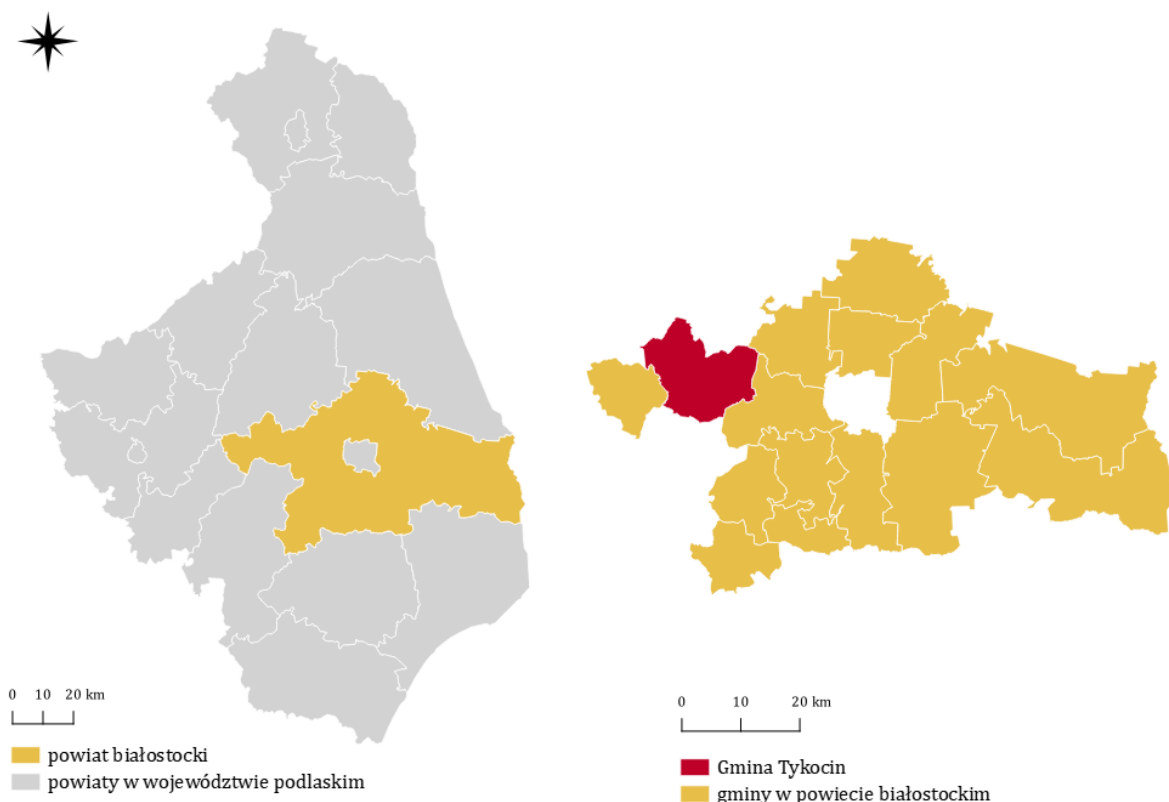 0 10 20 km
powiat białostocki
powiaty w województwie podlaskim
0 10 20 km
Gmina Tykocin
gminy w powiecie białostockim